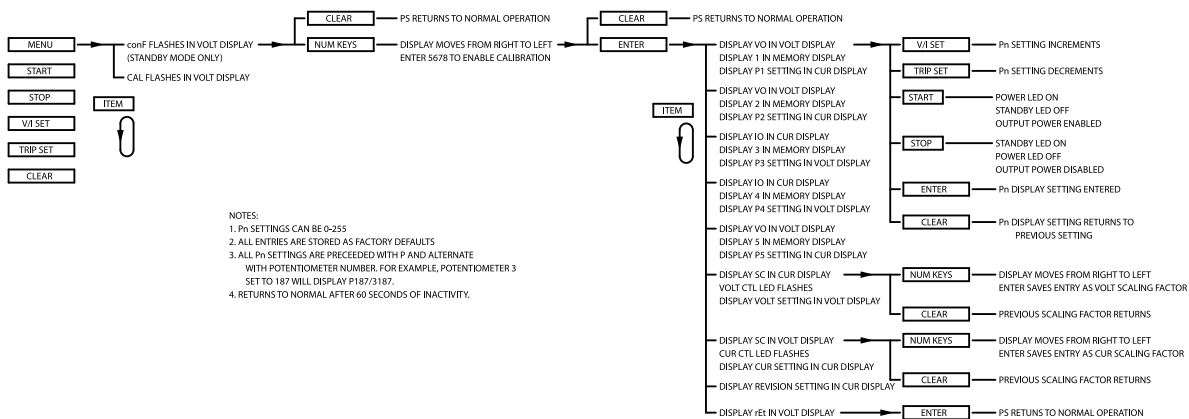 CLEAR
PS RETURNS TO NORMAL OPERATION
CLEAR
PS RETURNS TO NORMAL OPERATION
MENU
START
STOP
V/I SET
TRIP SET
CLEAR
conF FLASHES IN VOLT DISPLAY
(STANDBY MODE ONLY)
CAL FLASHES IN VOLT DISPLAY
ITEM
NUM KEYS
DISPLAY MOVES FROM RIGHT TO LEFT
ENTER 5678 TO ENABLE CALIBRATION
ENTER
ITEM
DISPLAY VO IN VOLT DISPLAY
DISPLAY 1 IN MEMORY DISPLAY
DISPLAY P1 SETTING IN CUR DISPLAY
DISPLAY VO IN VOLT DISPLAY
DISPLAY 2 IN MEMORY DISPLAY
DISPLAY P2 SETTING IN CUR DISPLAY
DISPLAY IO IN CUR DISPLAY
DISPLAY 3 IN MEMORY DISPLAY
DISPLAY P3 SETTING IN VOLT DISPLAY
DISPLAY IO IN CUR DISPLAY
DISPLAY 4 IN MEMORY DISPLAY
DISPLAY P4 SETTING IN VOLT DISPLAY
DISPLAY VO IN VOLT DISPLAY
DISPLAY 5 IN MEMORY DISPLAY
DISPLAY P5 SETTING IN CUR DISPLAY
DISPLAY SC IN CUR DISPLAY
VOLT CTL LED FLASHES
DISPLAY VOLT SETTING IN VOLT DISPLAY
DISPLAY SC IN VOLT DISPLAY
CUR CTL LED FLASHES
DISPLAY CUR SETTING IN CUR DISPLAY
DISPLAY REVISION SETTING IN CUR DISPLAY
DISPLAY rEt IN VOLT DISPLAY
V/I SET
Pn SETTING INCREMENTS
TRIP SET
Pn SETTING DECREMENTS
START
POWER LED ON
STANDBY LED OFF
OUTPUT POWER ENABLED
STOP
STANDBY LED ON
POWER LED OFF
OUTPUT POWER DISABLED
ENTER
Pn DISPLAY SETTING ENTERED
CLEAR
Pn DISPLAY SETTING RETURNS TO
PREVIOUS SETTING
NUM KEYS
DISPLAY MOVES FROM RIGHT TO LEFT
ENTER SAVES ENTRY AS VOLT SCALING FACTOR
CLEAR
PREVIOUS SCALING FACTOR RETURNS
NUM KEYS
DISPLAY MOVES FROM RIGHT TO LEFT
ENTER SAVES ENTRY AS CUR SCALING FACTOR
CLEAR
PREVIOUS SCALING FACTOR RETURNS
ENTER
PS RETUNS TO NORMAL OPERATION
NOTES:
1. Pn SETTINGS CAN BE 0-255
2. ALL ENTRIES ARE STORED AS FACTORY DEFAULTS
3. ALL Pn SETTINGS ARE PRECEEDED WITH P AND ALTERNATE
WITH POTENTIOMETER NUMBER. FOR EXAMPLE, POTENTIOMETER 3
SET TO 187 WILL DISPLAY P187/3187.
4. RETURNS TO NORMAL AFTER 60 SECONDS OF INACTIVITY.